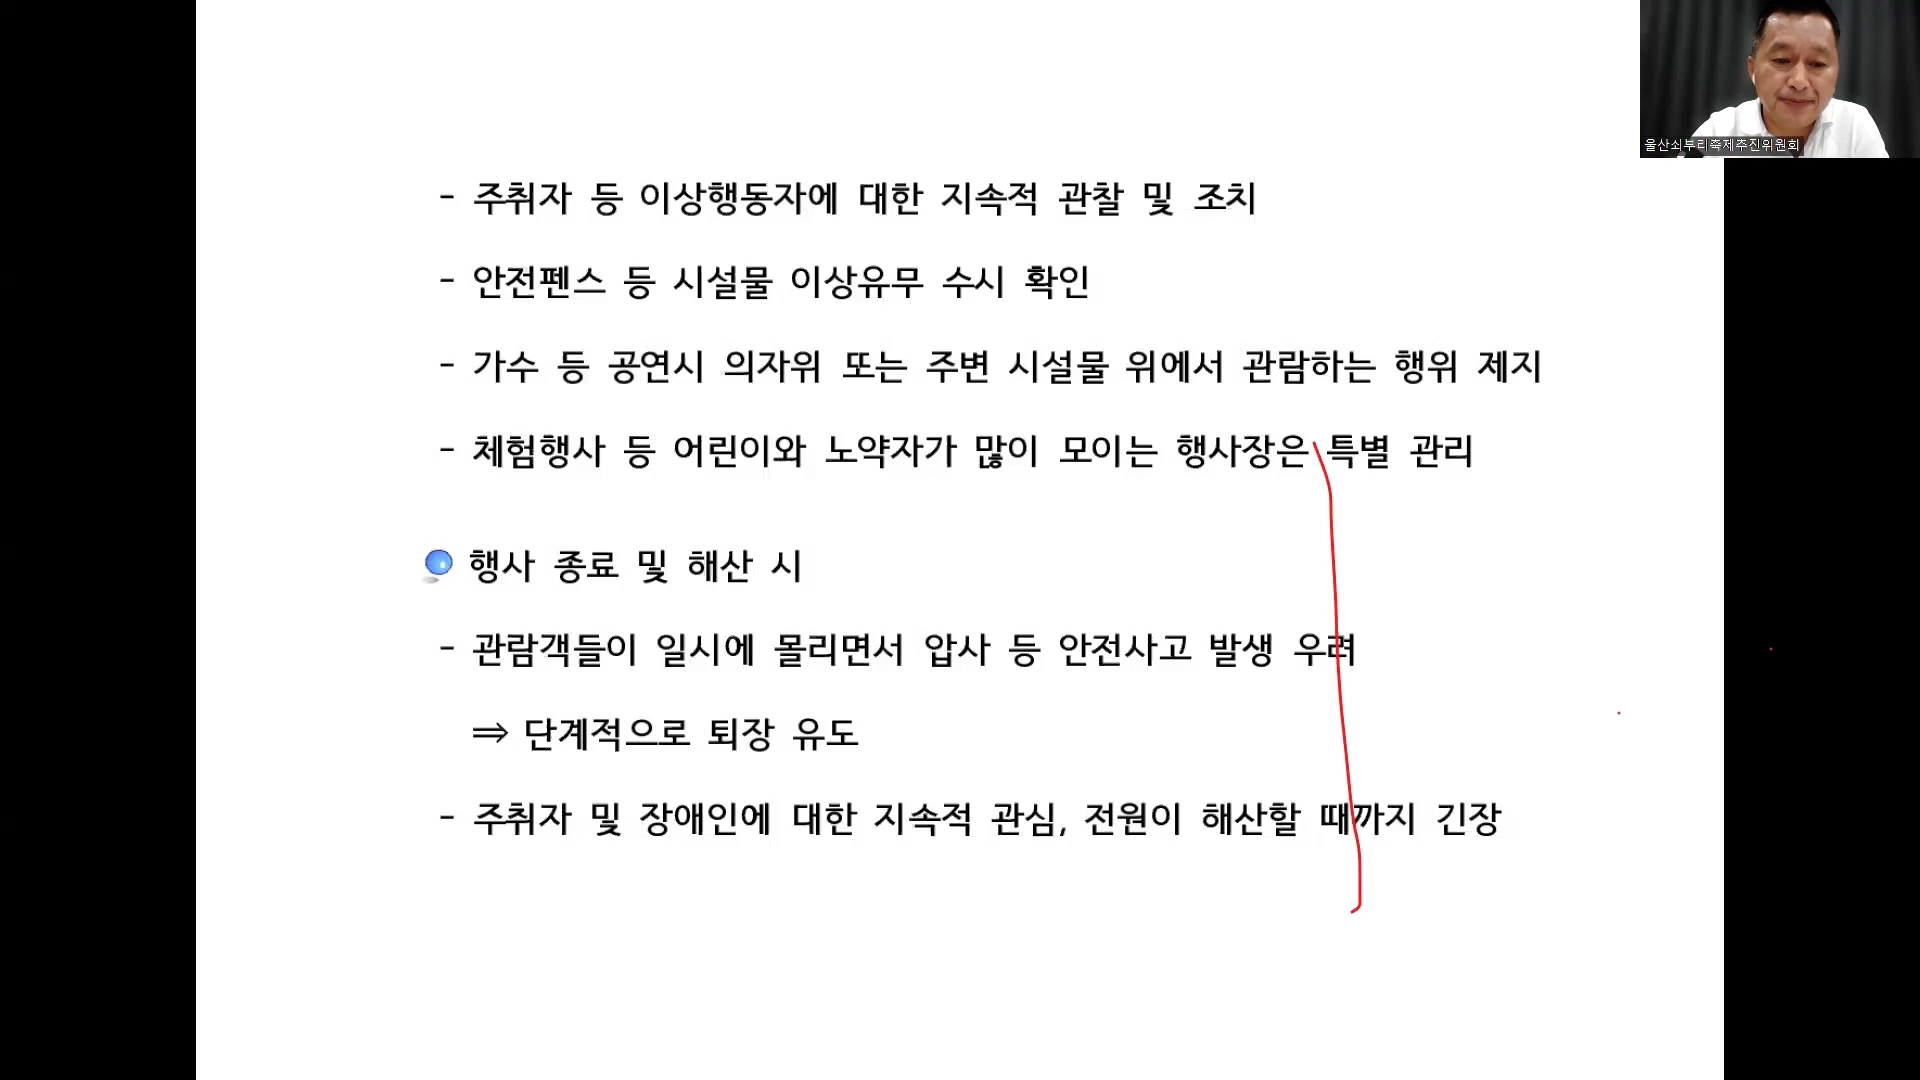 울산쇠부리축제추진위원회
- 주취자 등 이상행동자에 대한 지속적 관찰 및 조치
- 안전펜스 등 시설물 이상유무 수시 확인
- 가수 등 공연시 의자위 또는 주변 시설물 위에서 관람하는 행위 제지
- 체험행사 등 어린이와 노약자가 많이 모이는 행사장은 특별 관리
행사 종료 및 해산 시
- 관람객들이 일시에 몰리면서 압사 등 안전사고 발생 우려
⇒ 단계적으로 퇴장 유도
- 주취자 및 장애인에 대한 지속적 관심, 전원이 해산할 때까지 긴장